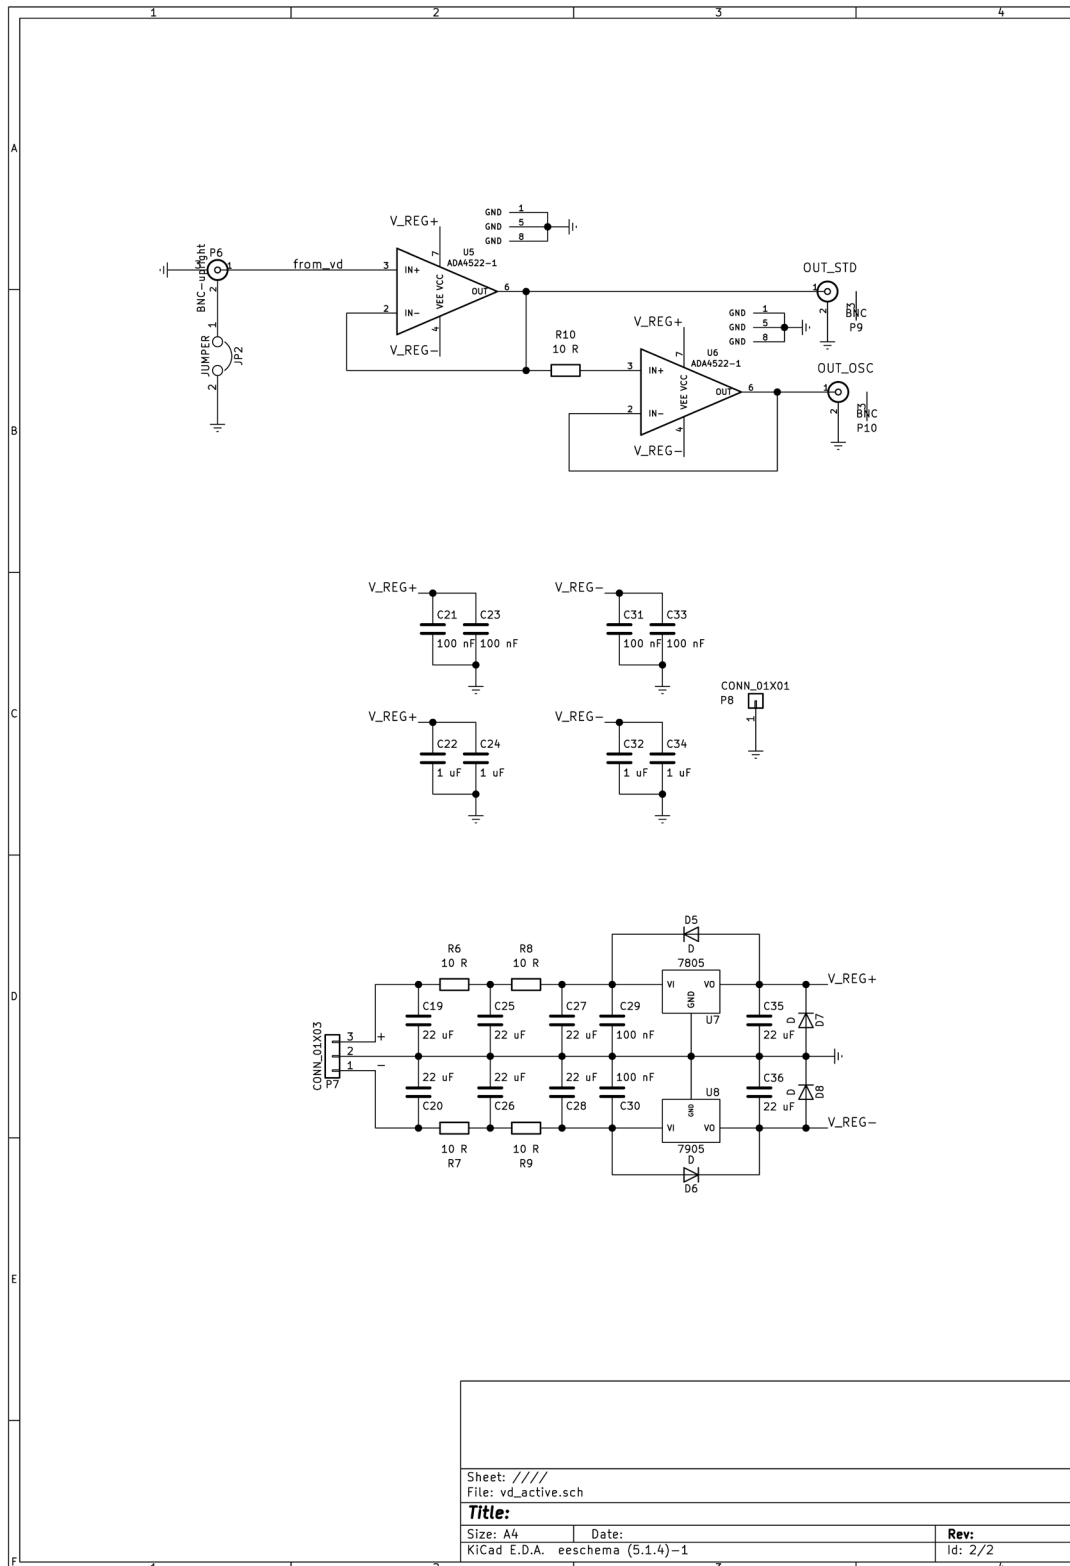 1 2 3 4
A
B
C
D
E
F
V_REG+
GND 1
GND 5
GND 8
7
U5
ADA4522-1
P6
BNC-upright
3
1
2
from_vd
3 IN+
2 IN-
VEE VCC
OUT 6
4
V_REG-
JUMPER
JP2
1
2
OUT_STD
1
2
3
BNC
P9
GND 1
GND 5
GND 8
R10
10 R
V_REG+
7
U6
ADA4522-1
3 IN+
2 IN-
VEE VCC
OUT 6
4
V_REG-
OUT_OSC
1
2
3
BNC
P10
V_REG+
C21 C23
100 nF 100 nF
V_REG-
C31 C33
100 nF 100 nF
CONN_01X01
P8
1
V_REG+
C22 C24
1 uF 1 uF
V_REG-
C32 C34
1 uF 1 uF
D5
D
R6 R8
10 R 10 R
7805
VI VO
GND
U7
V_REG+
C19 C25 C27 C29 C35
22 uF 22 uF 22 uF 100 nF 22 uF
D D7
CONN_01X03
P7
3 +
2
1 -
22 uF 22 uF 22 uF 100 nF
C20 C26 C28 C30
U8
GND
VI VO
7905
C36
22 uF
D D8
V_REG-
10 R 10 R
R7 R9
D
D6
Sheet: ////
File: vd_active.sch
Title:
Size: A4 Date: Rev:
KiCad E.D.A. eeschema (5.1.4)-1 Id: 2/2
2 3 4